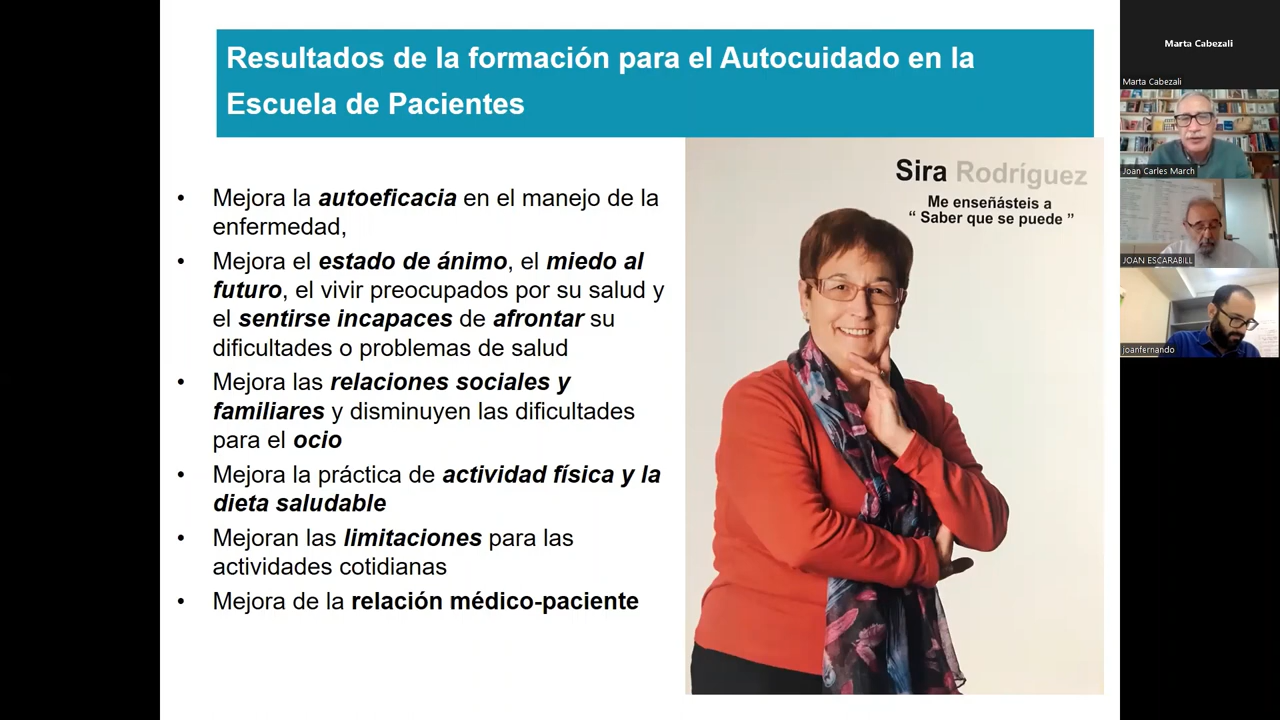 Resultados de la formación para el Autocuidado en la
Escuela de Pacientes
• Mejora la autoeficacia en el manejo de la
enfermedad,
• Mejora el estado de ánimo, el miedo al
futuro, el vivir preocupados por su salud y
el sentirse incapaces de afrontar su
dificultades o problemas de salud
• Mejora las relaciones sociales y
familiares y disminuyen las dificultades
para el ocio
• Mejora la práctica de actividad física y la
dieta saludable
• Mejoran las limitaciones para las
actividades cotidianas
• Mejora de la relación médico-paciente
Sira Rodríguez
Me enseñásteis a
“ Saber que se puede ”
Marta Cabezali
Marta Cabezali
Joan Carles March
JOAN ESCARABILL
joanfernando